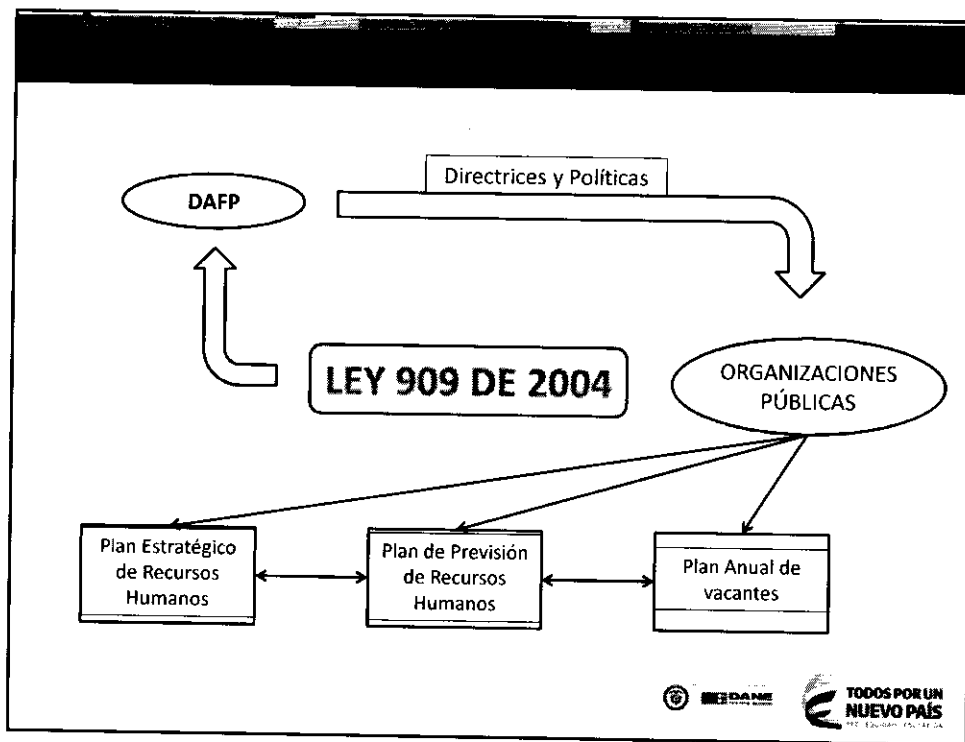 Directrices y Políticas
DAFP
LEY 909 DE 2004
ORGANIZACIONES
PÚBLICAS
Plan Estratégico
de Recursos
Humanos
Plan de Previsión
de Recursos
Humanos
Plan Anual de
vacantes
DANE
TODOS POR UN
NUEVO PAÍS